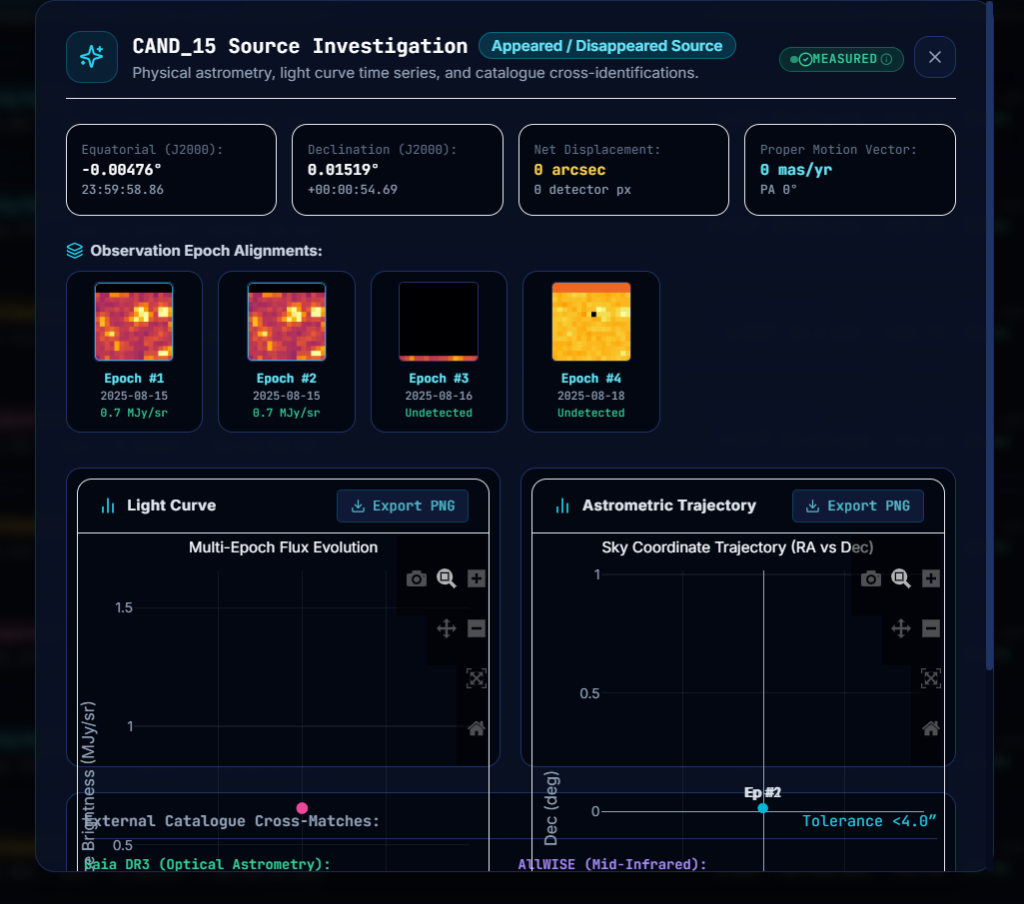 CAND_15 Source Investigation
Appeared / Disappeared Source
Physical astrometry, light curve time series, and catalogue cross-identifications.
MEASURED
Equatorial (J2000):
-0.00476°
23:59:58.86
Declination (J2000):
0.01519°
+00:00:54.69
Net Displacement:
0 arcsec
0 detector px
Proper Motion Vector:
0 mas/yr
PA 0°
Observation Epoch Alignments:
Epoch #1
2025-08-15
0.7 MJy/sr
Epoch #2
2025-08-15
0.7 MJy/sr
Epoch #3
2025-08-16
Undetected
Epoch #4
2025-08-18
Undetected
Light Curve
Export PNG
Multi-Epoch Flux Evolution
1.5
1
0.5
Brightness (MJy/sr)
Astrometric Trajectory
Export PNG
Sky Coordinate Trajectory (RA vs Dec)
1
0.5
0
Dec (deg)
External Catalogue Cross-Matches:
Tolerance <4.0”
Gaia DR3 (Optical Astrometry):
AllWISE (Mid-Infrared):